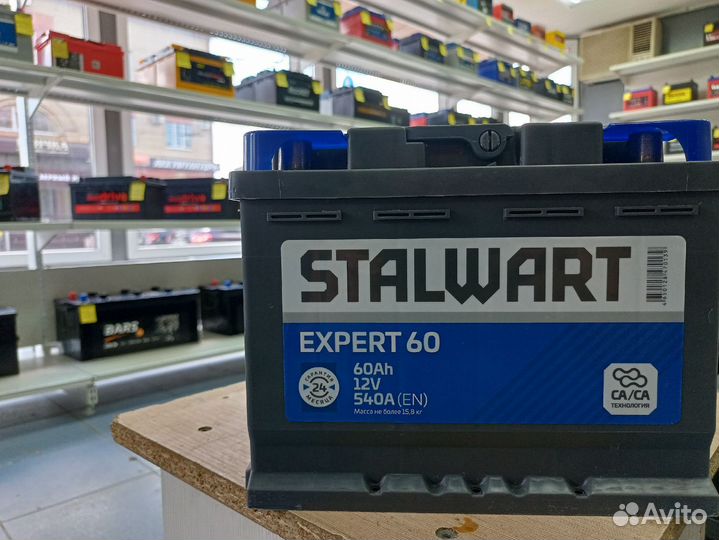 STALWART
EXPERT 60
60Ah
12V
540A (EN)
Масса не более 15,8 кг
ГАРАНТИЯ
24
МЕСЯЦА
CA/CA
ТЕХНОЛОГИЯ
BARS
Avito